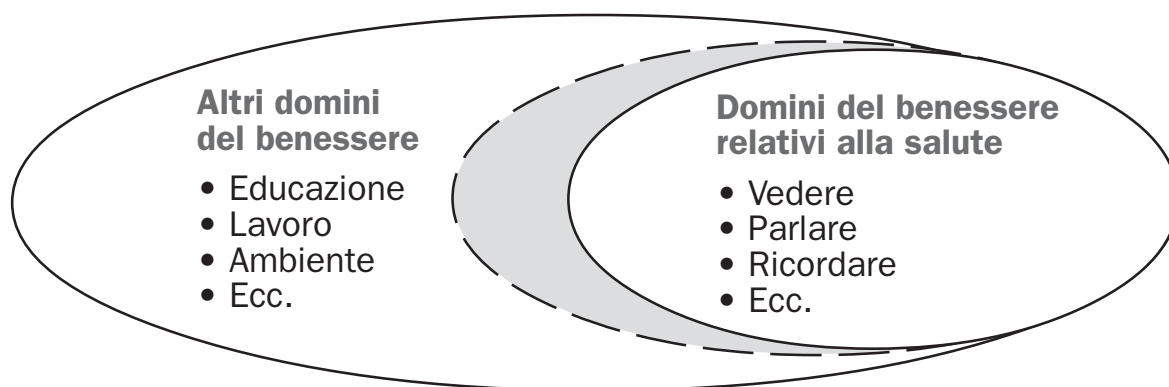 Altri domini
del benessere
• Educazione
• Lavoro
• Ambiente
• Ecc.
Domini del benessere
relativi alla salute
• Vedere
• Parlare
• Ricordare
• Ecc.